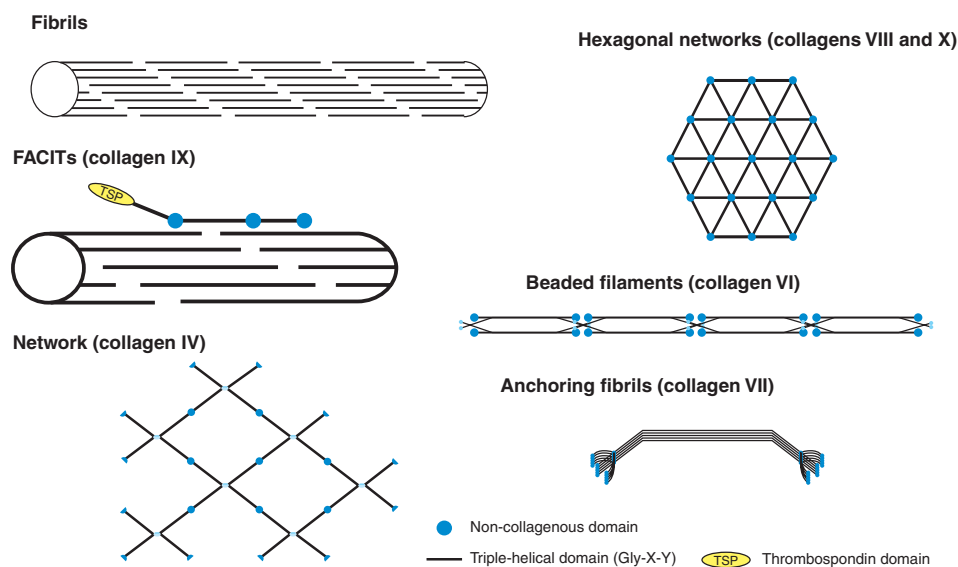 Fibrils
Hexagonal networks (collagens VIII and X)
FACITs (collagen IX)
TSP
Beaded filaments (collagen VI)
Network (collagen IV)
Anchoring fibrils (collagen VII)
Non-collagenous domain
Triple-helical domain (Gly-X-Y)
TSP Thrombospondin domain